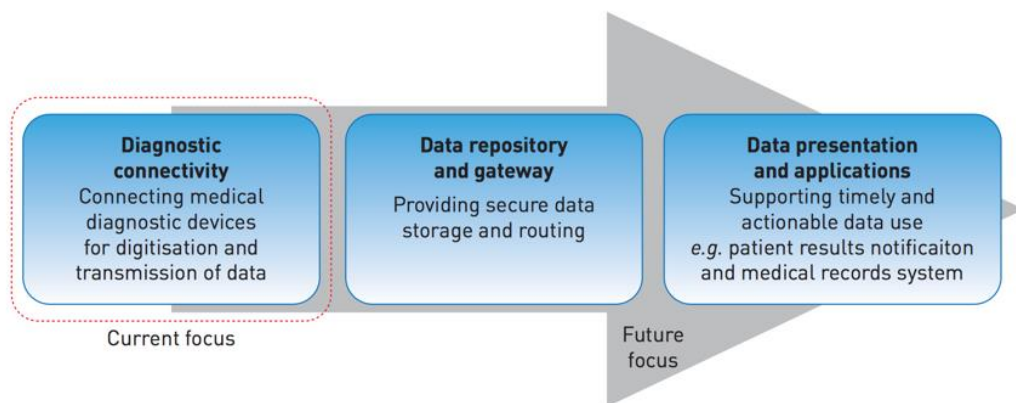 Diagnostic
connectivity
Connecting medical
diagnostic devices
for digitisation and
transmission of data
Data repository
and gateway
Providing secure data
storage and routing
Data presentation
and applications
Supporting timely and
actionable data use
e.g. patient results notificaiton
and medical records system
Current focus
Future
focus